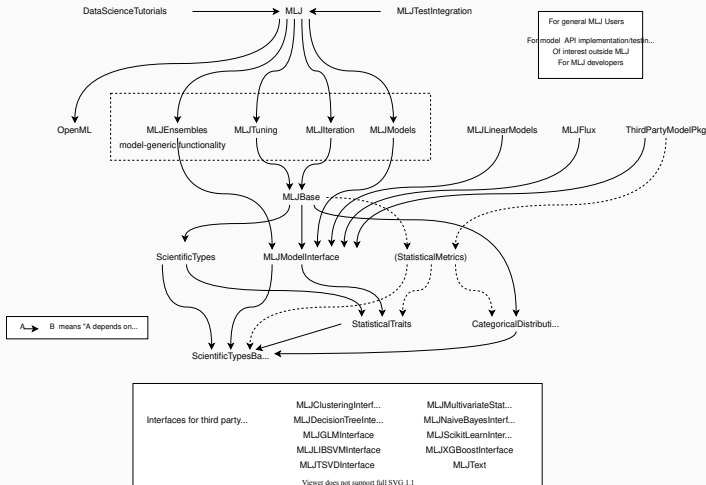 DataScienceTutorials
MLJ
MLJTestIntegration
For general MLJ Users
For model API implementation/testin...
Of interest outside MLJ
For MLJ developers
OpenML
MLJEnsembles
MLJTuning
MLJIteration
MLJModels
MLJLinearModels
MLJFlux
ThirdPartyModelPkg
model-generic functionality
MLJBase
ScientificTypes
MLJModelInterface
(StatisticalMetrics)
A
B means "A depends on...
StatisticalTraits
CategoricalDistributi...
ScientificTypesBa...
Interfaces for third party...
MLJClusteringInterf...
MLJMultivariateStat...
MLJDecisionTreeInte...
MLJNaiveBayesInterf...
MLJGLMInterface
MLJScikitLearnInter...
MLJLIBSVMInterface
MLJXGBoostInterface
MLJTSVDInterface
MLJText
Viewer does not support full SVG 1.1